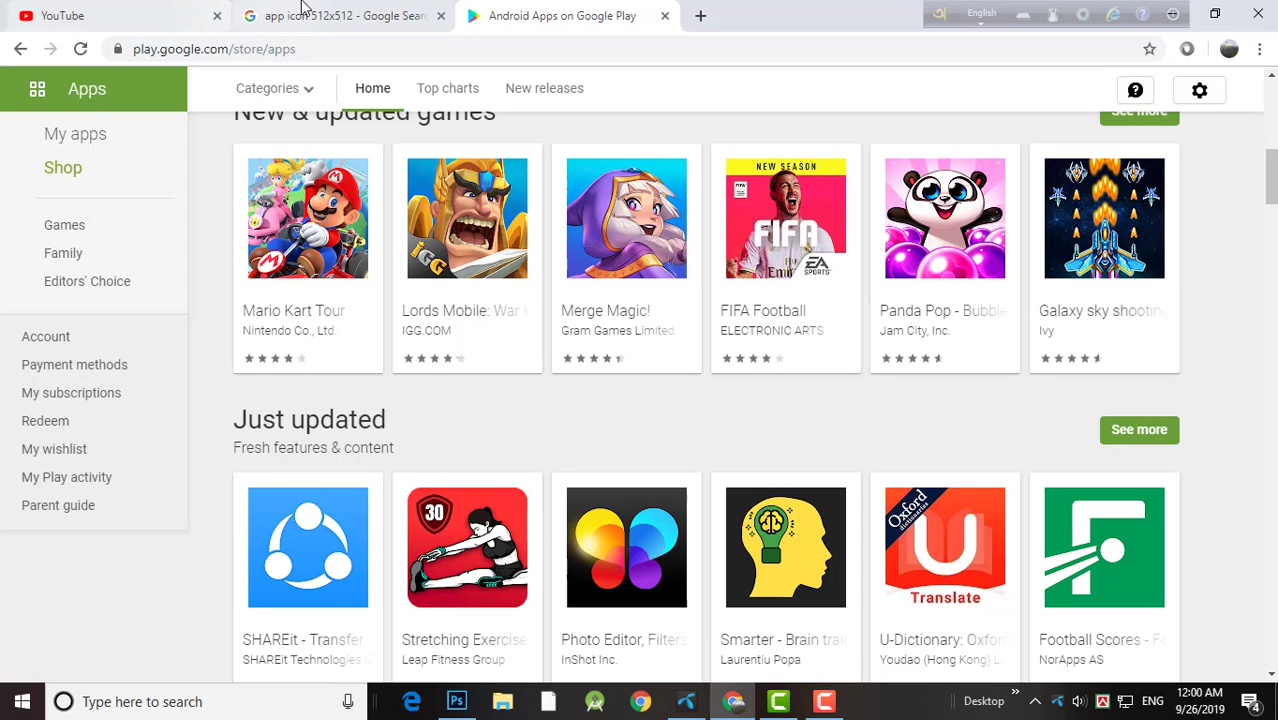 YouTube
app icon 512x512 - Google Sear
Android Apps on Google Play
English
play.google.com/store/apps
Apps
Categories
Home
Top charts
New releases
My apps
Shop
Games
Family
Editors' Choice
Account
Payment methods
My subscriptions
Redeem
My wishlist
My Play activity
Parent guide
New & updated games
See more
IGG
NEW SEASON
FIFA
FIFA
EA SPORTS
Mario Kart Tour
Nintendo Co., Ltd.
Lords Mobile: War
IGG.COM
Merge Magic!
Gram Games Limited
FIFA Football
ELECTRONIC ARTS
Panda Pop - Bubble
Jam City, Inc.
Galaxy sky shooting
Ivy
Just updated
See more
Fresh features & content
30
Oxford
dictionaries
U
Translate
F
SHAREit - Transfer
SHAREit Technologies
Stretching Exercise
Leap Fitness Group
Photo Editor, Filters
InShot Inc.
Smarter - Brain trai
Laurentiu Popa
U-Dictionary: Oxfor
Youdao (Hong Kong) L
Football Scores - Fo
NorApps AS
Type here to search
Ps
Desktop
ENG
12:00 AM
9/26/2019
4